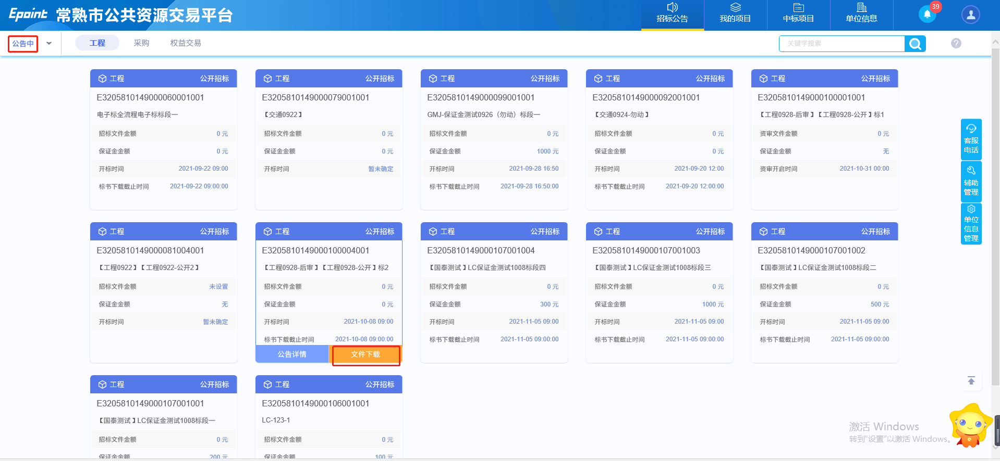 Epoint 常熟市公共资源交易平台
招标公告 我的项目 中标项目 单位信息 39
公告中 工程 采购 权益交易 关键字搜索 ?
工程 公开招标
E3205810149000060001001
电子标全流程电子标标段一
招标文件金额 0 元
保证金金额 0 元
开标时间 2021-09-22 09:00
标书下载截止时间 2021-09-22 09:00:00
工程 公开招标
E3205810149000079001001
【交通0922】
招标文件金额 0 元
保证金金额 0 元
开标时间 暂未确定
工程 公开招标
E3205810149000099001001
GMJ-保证金测试0926（勿动）标段一
招标文件金额 0 元
保证金金额 1000 元
开标时间 2021-09-28 16:50
标书下载截止时间 2021-09-28 16:50:00
工程 公开招标
E3205810149000092001001
【交通0924-勿动】
招标文件金额 0 元
保证金金额 0 元
开标时间 2021-09-20 12:00
标书下载截止时间 2021-09-20 12:00:00
工程 公开招标
E3205810149000100001001
【工程0928-后审】【工程0928-公开】标1
资审文件金额 0 元
保证金金额 无
资审开启时间 2021-10-31 00:00
工程 公开招标
E3205810149000081004001
【工程0922】【工程0922-公开2】
招标文件金额 未设置
保证金金额 无
开标时间 暂未确定
工程 公开招标
E3205810149000100004001
【工程0928-后审】【工程0928-公开】标2
招标文件金额 0 元
保证金金额 0 元
开标时间 2021-10-08 09:00
标书下载截止时间 2021-10-08 09:00:00
公告详情 文件下载
工程 公开招标
E3205810149000107001004
【国泰测试】LC保证金测试1008标段四
招标文件金额 0 元
保证金金额 300 元
开标时间 2021-11-05 09:00
标书下载截止时间 2021-11-05 09:00:00
工程 公开招标
E3205810149000107001003
【国泰测试】LC保证金测试1008标段三
招标文件金额 0 元
保证金金额 1000 元
开标时间 2021-11-05 09:00
标书下载截止时间 2021-11-05 09:00:00
工程 公开招标
E3205810149000107001002
【国泰测试】LC保证金测试1008标段二
招标文件金额 0 元
保证金金额 500 元
开标时间 2021-11-05 09:00
标书下载截止时间 2021-11-05 09:00:00
工程 公开招标
E3205810149000107001001
【国泰测试】LC保证金测试1008标段一
招标文件金额 0 元
保证金金额 200 元
工程 公开招标
E3205810149000106001001
LC-123-1
招标文件金额 0 元
保证金金额 100 元
客服
电话
辅助
管理
单位
信息
管理
激活 Windows
转到"设置"以激活 Windows。